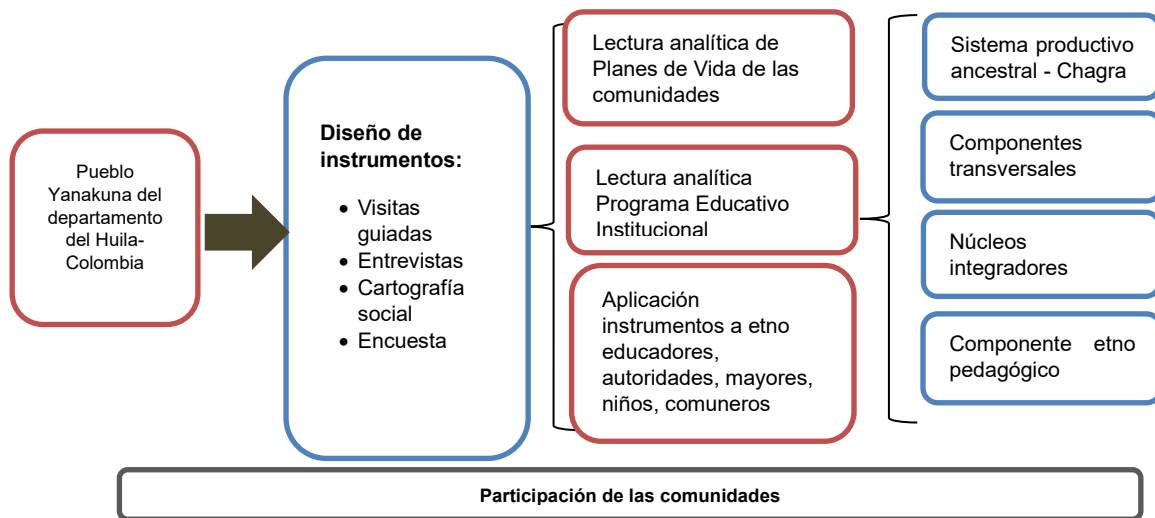 Pueblo
Yanakuna del
departamento
del Huila-
Colombia
Diseño de
instrumentos:
• Visitas
guiadas
• Entrevistas
• Cartografía
social
• Encuesta
Lectura analítica de
Planes de Vida de las
comunidades
Lectura analítica
Programa Educativo
Institucional
Aplicación
instrumentos a etno
educadores,
autoridades, mayores,
niños, comuneros
Sistema productivo
ancestral - Chagra
Componentes
transversales
Núcleos
integradores
Componente etno
pedagógico
Participación de las comunidades